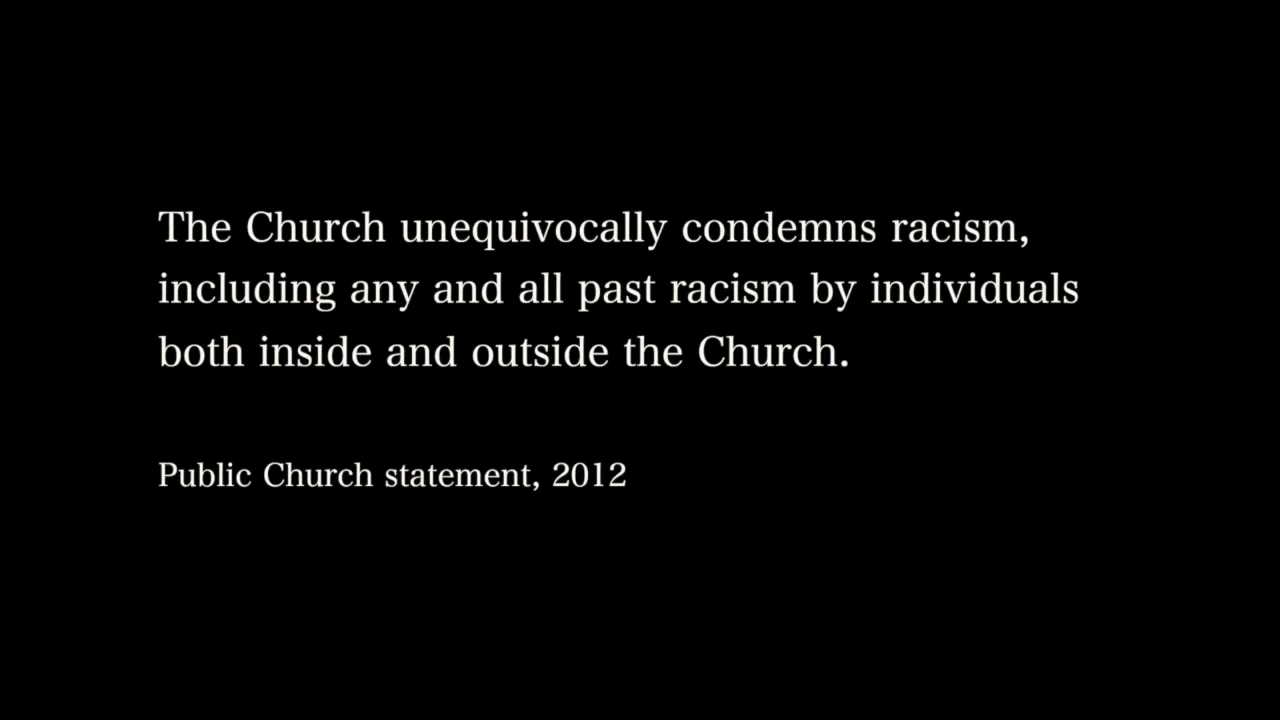 The Church unequivocally condemns racism,
including any and all past racism by individuals
both inside and outside the Church.
Public Church statement, 2012